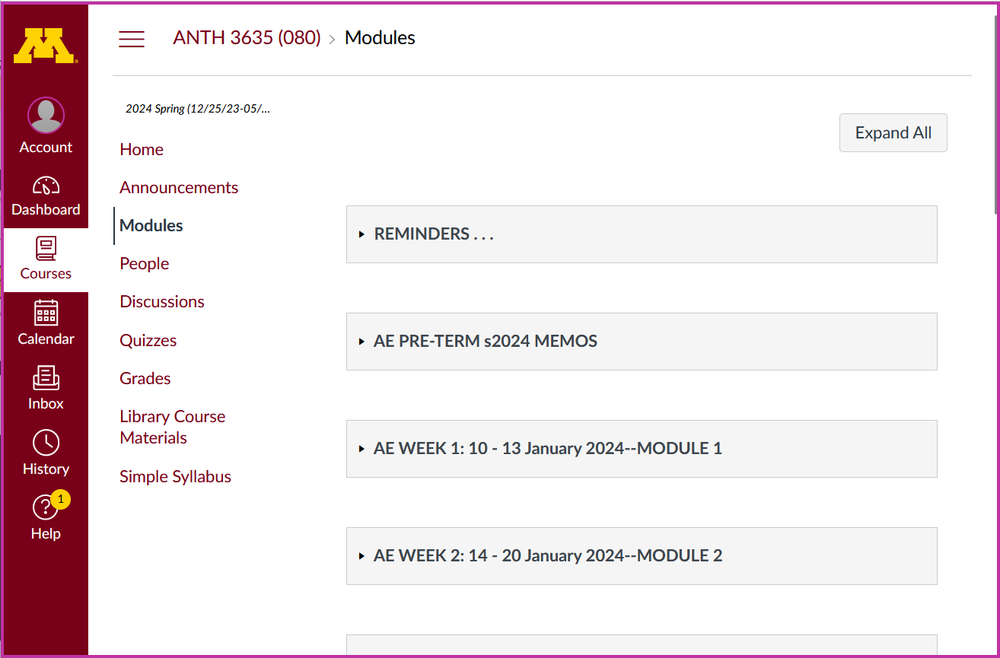 M
ANTH 3635 (080) › Modules
Account
Dashboard
Courses
Calendar
Inbox
History
1
Help
2024 Spring (12/25/23-05/...
Home
Announcements
Modules
People
Discussions
Quizzes
Grades
Library Course
Materials
Simple Syllabus
Expand All
REMINDERS . . .
AE PRE-TERM s2024 MEMOS
AE WEEK 1: 10 - 13 January 2024--MODULE 1
AE WEEK 2: 14 - 20 January 2024--MODULE 2